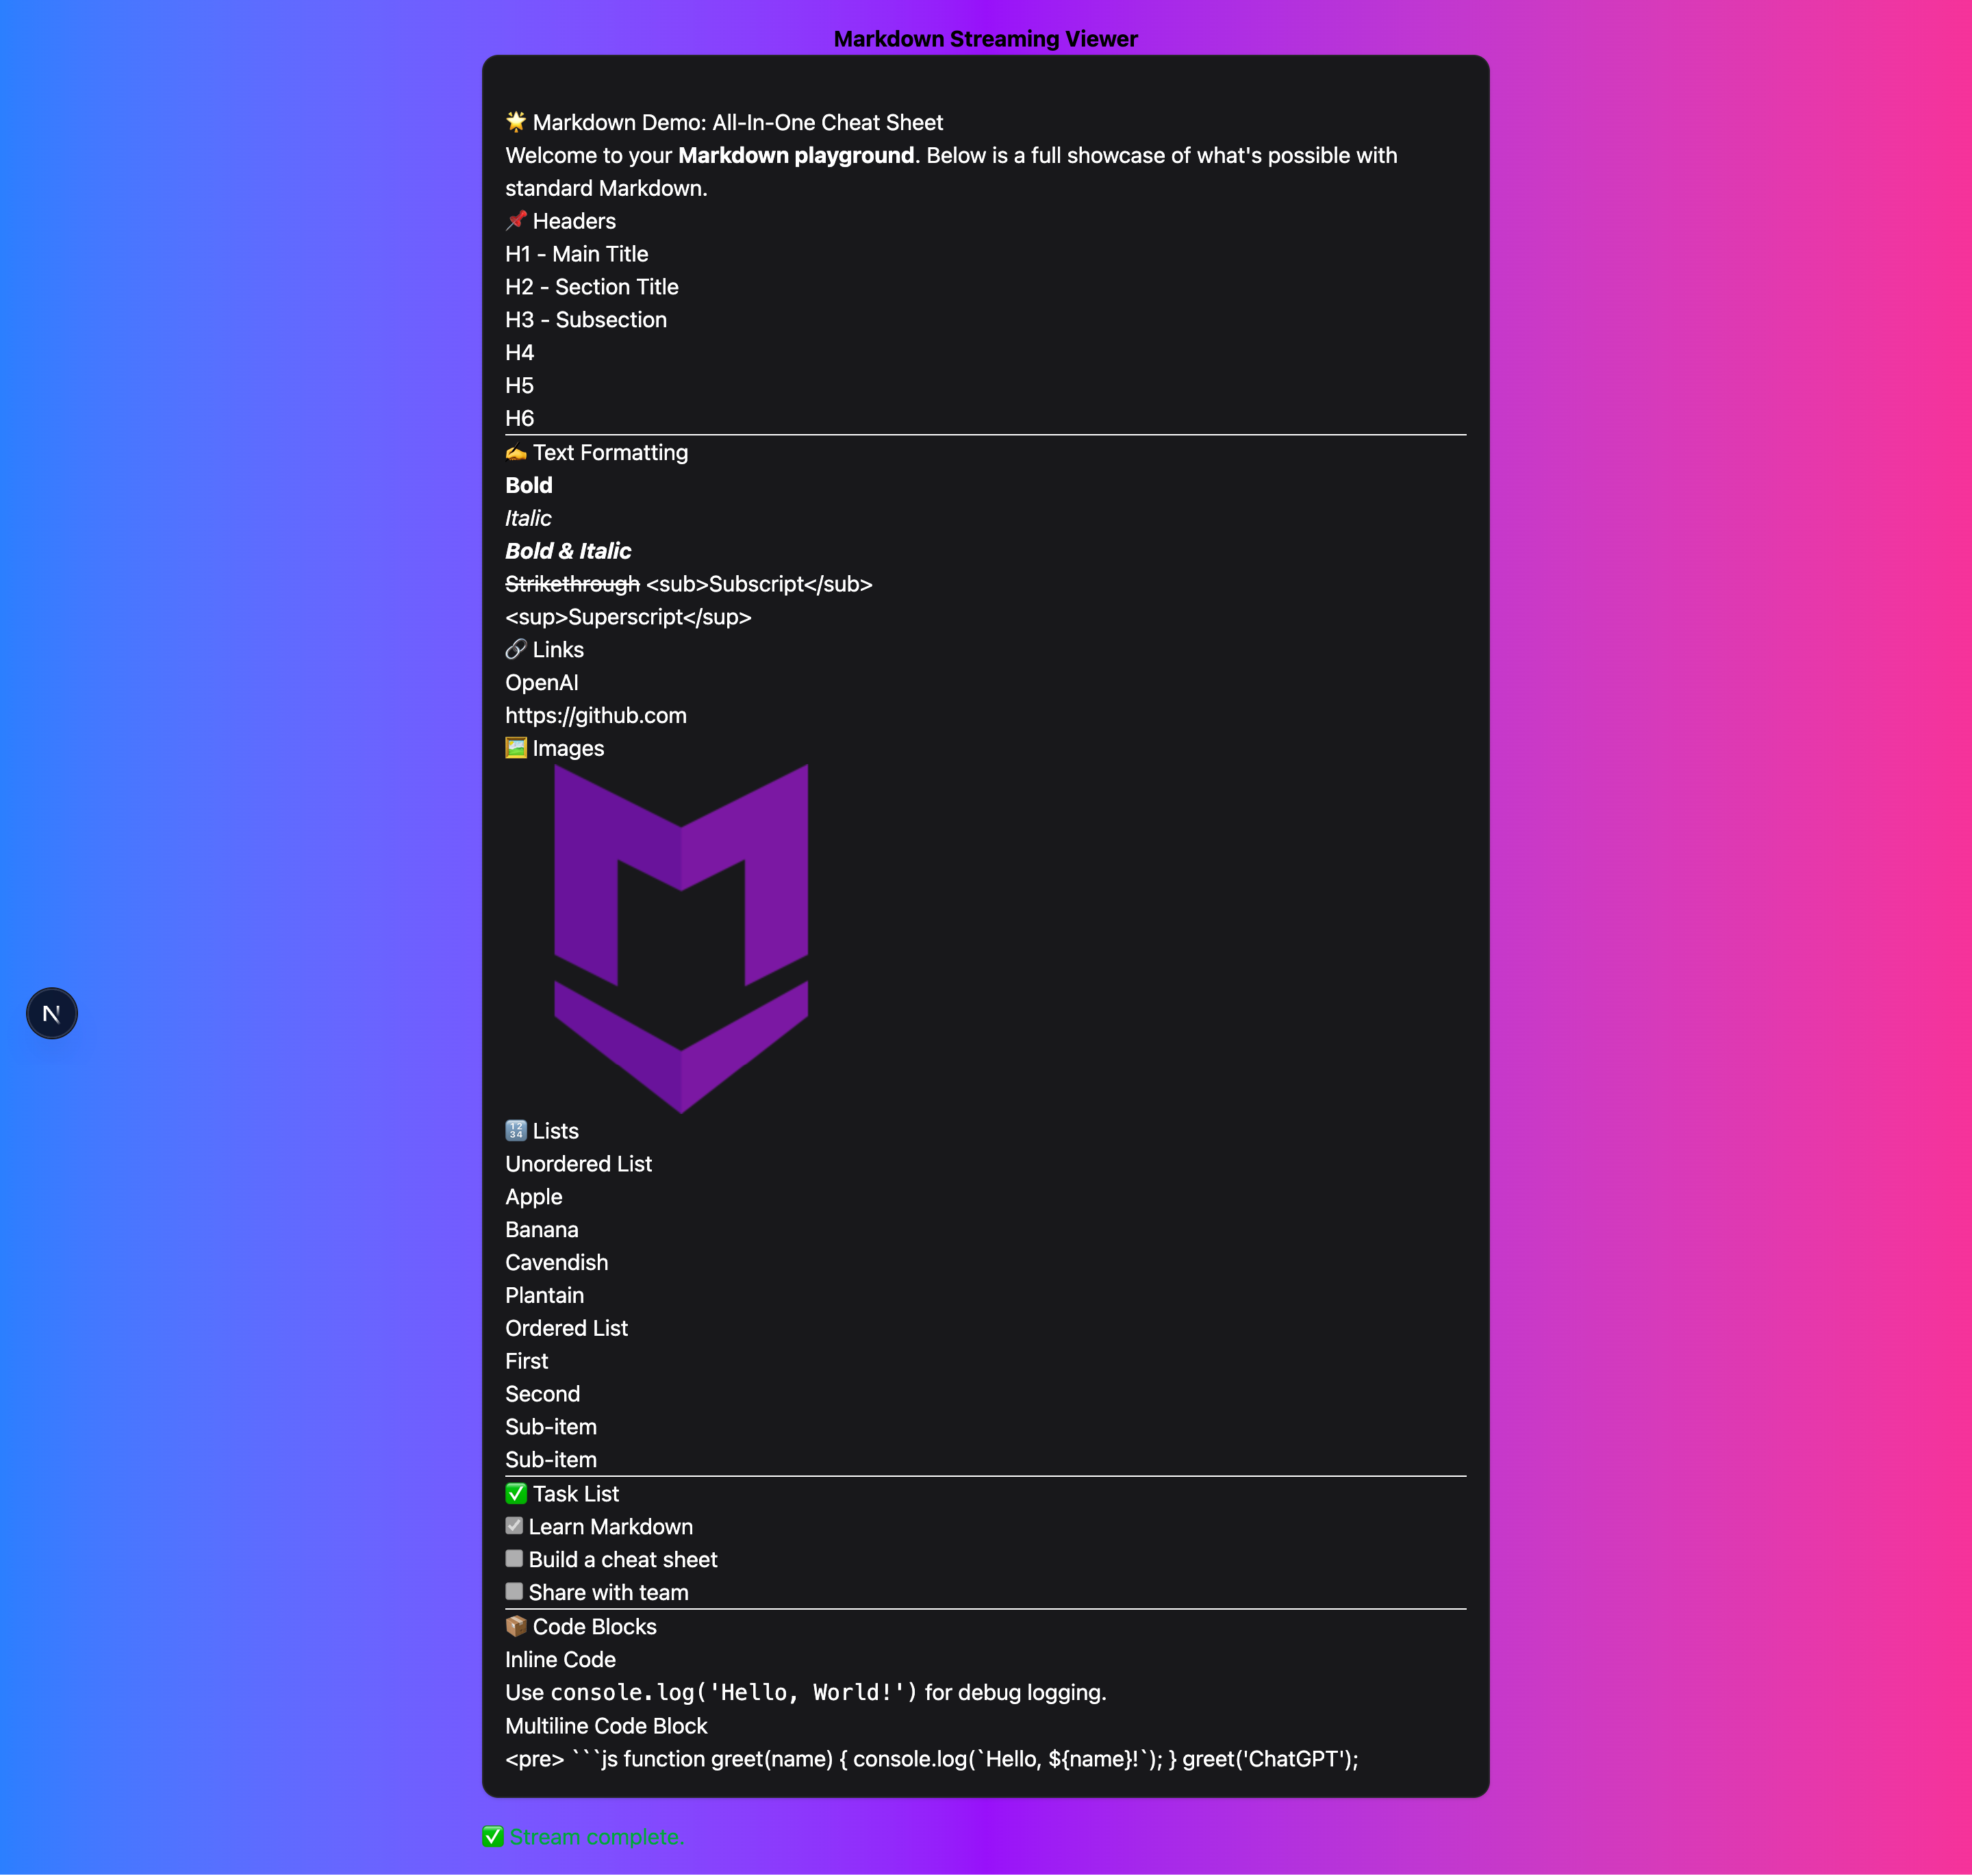 Markdown Streaming Viewer
🌟 Markdown Demo: All-In-One Cheat Sheet
Welcome to your Markdown playground. Below is a full showcase of what's possible with
standard Markdown.
📌 Headers
H1 - Main Title
H2 - Section Title
H3 - Subsection
H4
H5
H6
✍️ Text Formatting
Bold
Italic
Bold & Italic
Strikethrough <sub>Subscript</sub>
<sup>Superscript</sup>
🔗 Links
OpenAI
https://github.com
🖼️ Images
🔢 Lists
Unordered List
Apple
Banana
Cavendish
Plantain
Ordered List
First
Second
Sub-item
Sub-item
N
✅ Task List
Learn Markdown
Build a cheat sheet
Share with team
📦 Code Blocks
Inline Code
Use console.log('Hello, World!') for debug logging.
Multiline Code Block
<pre> ```js function greet(name) { console.log(`Hello, ${name}!`); } greet('ChatGPT');
✅ Stream complete.